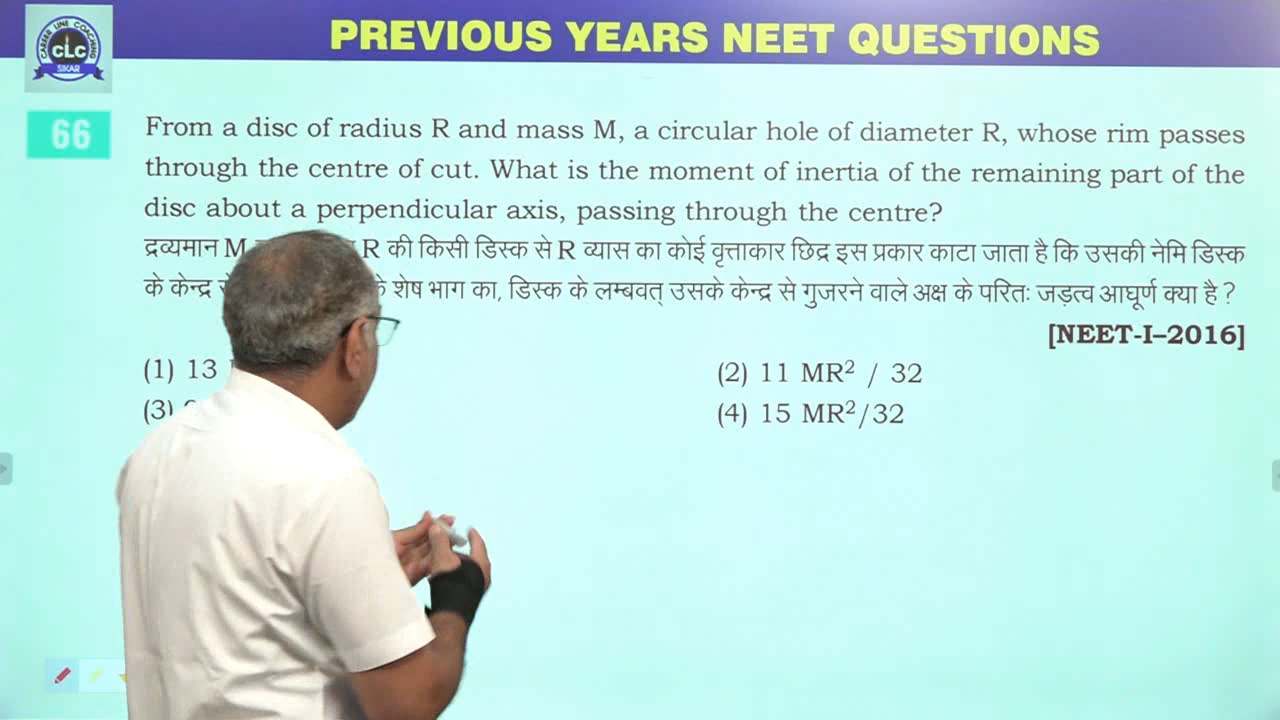 CAREER LINE COACHING
CLC
SIKAR
PREVIOUS YEARS NEET QUESTIONS
66
From a disc of radius R and mass M, a circular hole of diameter R, whose rim passes
through the centre of cut. What is the moment of inertia of the remaining part of the
disc about a perpendicular axis, passing through the centre?
द्रव्यमान M R की किसी डिस्क से R व्यास का कोई वृत्ताकार छिद्र इस प्रकार काटा जाता है कि उसकी नेमि डिस्क
के केन्द्र शेष भाग का, डिस्क के लम्बवत् उसके केन्द्र से गुजरने वाले अक्ष के परितः जड़त्व आघूर्ण क्या है ?
[NEET-I–2016]
(1) 13 (2) 11 MR² / 32
(3) (4) 15 MR²/32